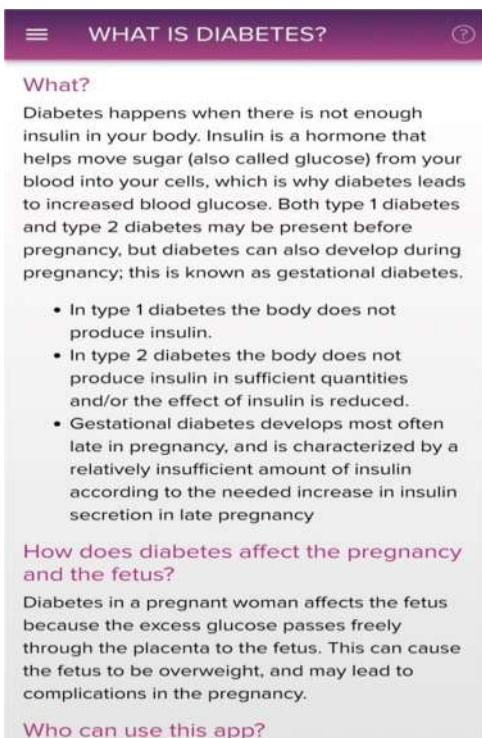 WHAT IS DIABETES?
What?
Diabetes happens when there is not enough
insulin in your body. Insulin is a hormone that
helps move sugar (also called glucose) from your
blood into your cells, which is why diabetes leads
to increased blood glucose. Both type 1 diabetes
and type 2 diabetes may be present before
pregnancy, but diabetes can also develop during
pregnancy; this is known as gestational diabetes.
• In type 1 diabetes the body does not
produce insulin.
• In type 2 diabetes the body does not
produce insulin in sufficient quantities
and/or the effect of insulin is reduced.
• Gestational diabetes develops most often
late in pregnancy, and is characterized by a
relatively insufficient amount of insulin
according to the needed increase in insulin
secretion in late pregnancy
How does diabetes affect the pregnancy
and the fetus?
Diabetes in a pregnant woman affects the fetus
because the excess glucose passes freely
through the placenta to the fetus. This can cause
the fetus to be overweight, and may lead to
complications in the pregnancy.
Who can use this app?